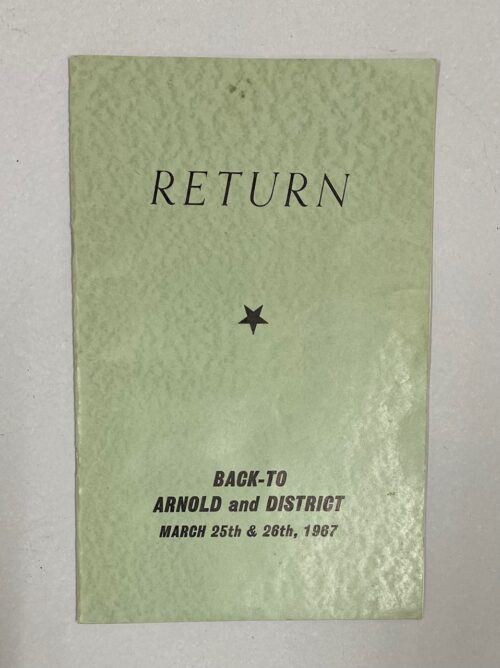 RETURN
BACK-TO
ARNOLD and DISTRICT
MARCH 25th & 26th, 1967